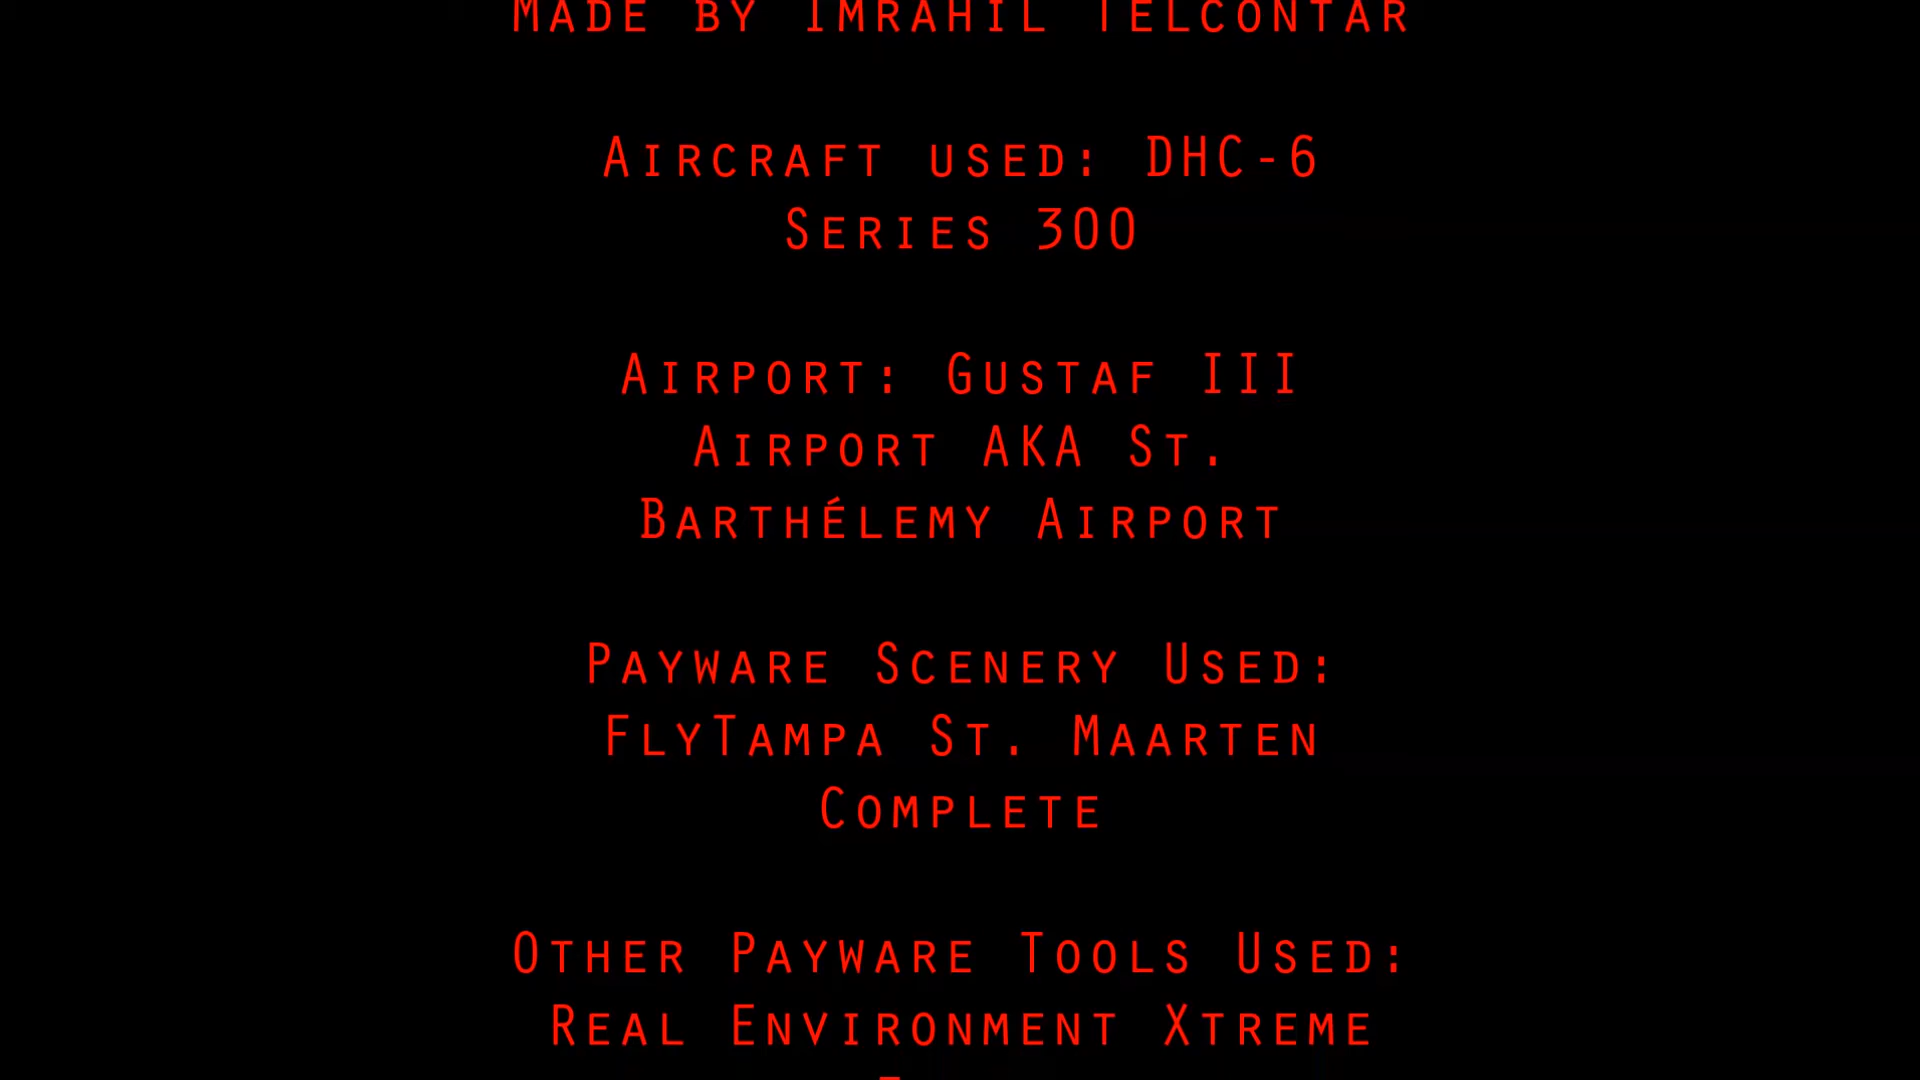 Made by Imrahil Telcontar
Aircraft used: DHC-6
Series 300
Airport: Gustaf III
Airport AKA St.
Barthélemy Airport
Payware Scenery Used:
FlyTampa St. Maarten
Complete
Other Payware Tools Used:
Real Environment Xtreme